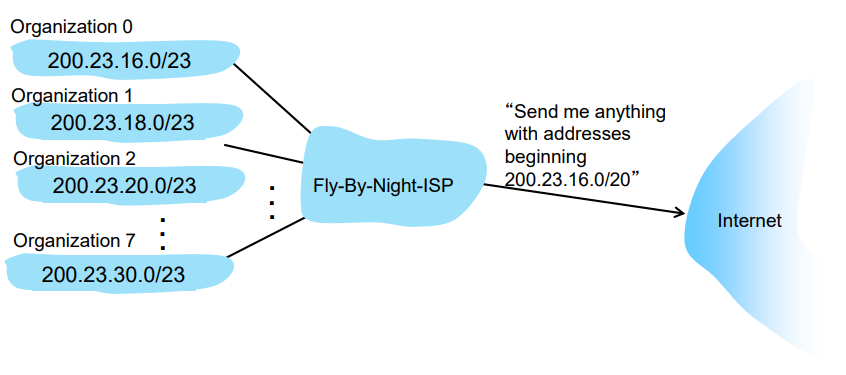 Organization 0
200.23.16.0/23
Organization 1
200.23.18.0/23
Organization 2
200.23.20.0/23
Organization 7
200.23.30.0/23
Fly-By-Night-ISP
“Send me anything
with addresses
beginning
200.23.16.0/20”
Internet